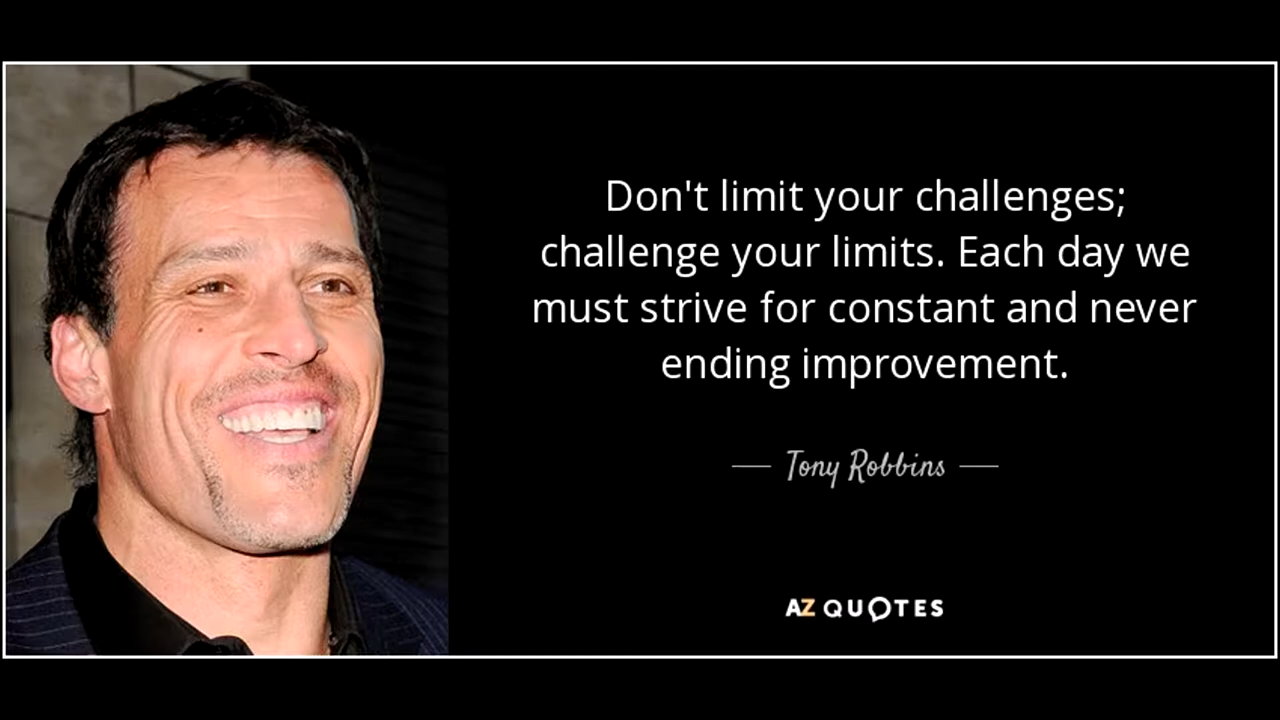 Don't limit your challenges;
challenge your limits. Each day we
must strive for constant and never
ending improvement.
Tony Robbins
AZ QUOTES